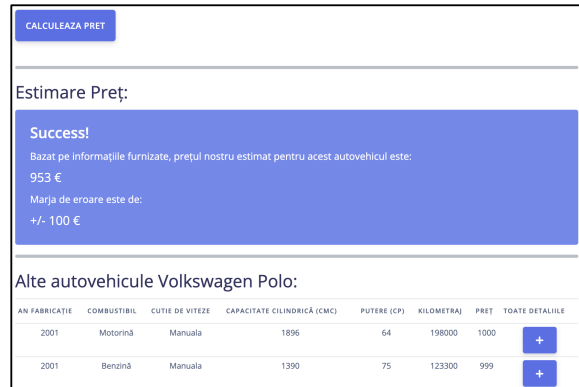 CALCULEAZA PRET
Estimare Preț:
Success!
Bazat pe informațiile furnizate, prețul nostru estimat pentru acest autovehicul este:
953 €
Marja de eroare este de:
+/- 100 €
Alte autovehicule Volkswagen Polo:
AN FABRICAȚIE COMBUSTIBIL CUTIE DE VITEZE CAPACITATE CILINDRICĂ (CMC) PUTERE (CP) KILOMETRAJ PREȚ TOATE DETALIILE
2001 Motorină Manuala 1896 64 198000 1000 +
2001 Benzină Manuala 1390 75 123300 999 +